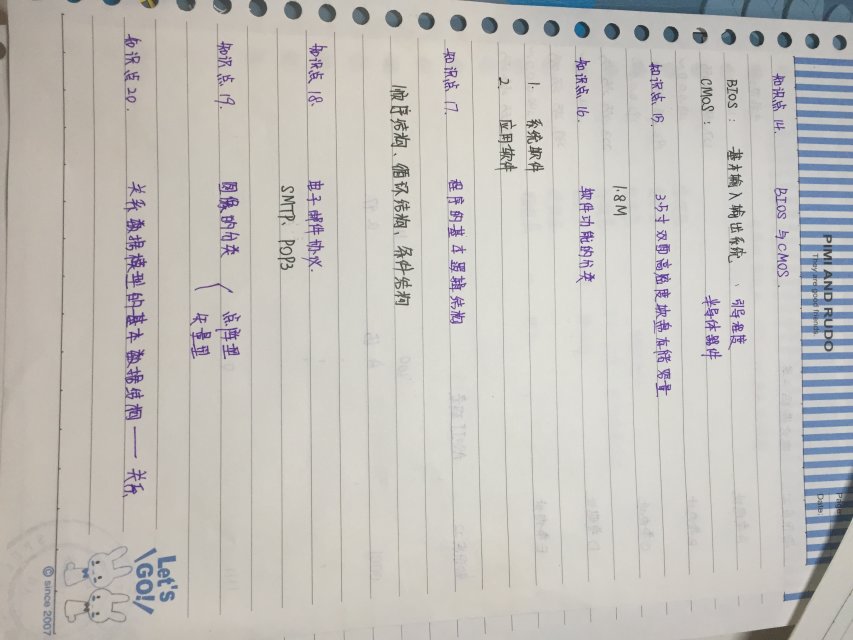 PIMI AND RUDO
They are good friends.
Page:
Date:
知识点 14. BIOS 与 CMOS.
BIOS: 基本输入输出系统、引导程度
CMOS: 半导体器件
知识点 15. 3.5寸双面高密度软盘存储容量
1.8M
知识点 16. 软件功能的分类
1. 系统软件
2. 应用软件
知识点 17. 程序的基本逻辑结构
顺序结构、循环结构、条件结构
知识点 18. 电子邮件协议.
SMTP、POP3
知识点 19. 图像的分类 点阵型
矢量型
知识点 20. 关系数据模型的基本数据结构——关系
Let's GO!
© since 2007